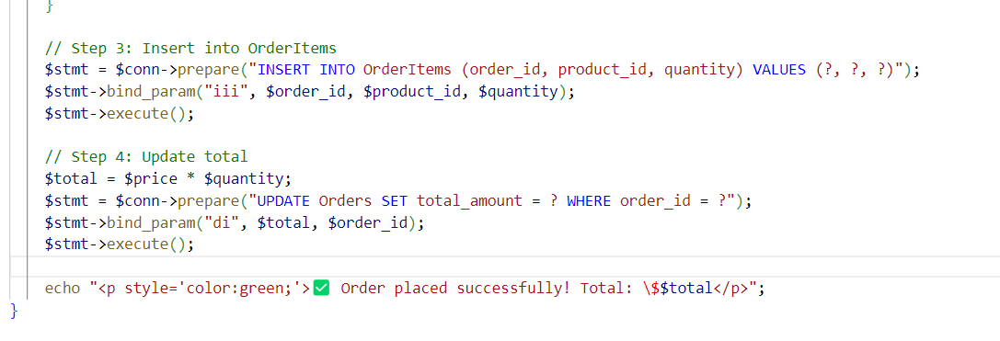 }
// Step 3: Insert into OrderItems
$stmt = $conn->prepare("INSERT INTO OrderItems (order_id, product_id, quantity) VALUES (?, ?, ?)");
$stmt->bind_param("iii", $order_id, $product_id, $quantity);
$stmt->execute();
// Step 4: Update total
$total = $price * $quantity;
$stmt = $conn->prepare("UPDATE Orders SET total_amount = ? WHERE order_id = ?");
$stmt->bind_param("di", $total, $order_id);
$stmt->execute();
echo "<p style='color:green;'>✅ Order placed successfully! Total: \$$total</p>";
}